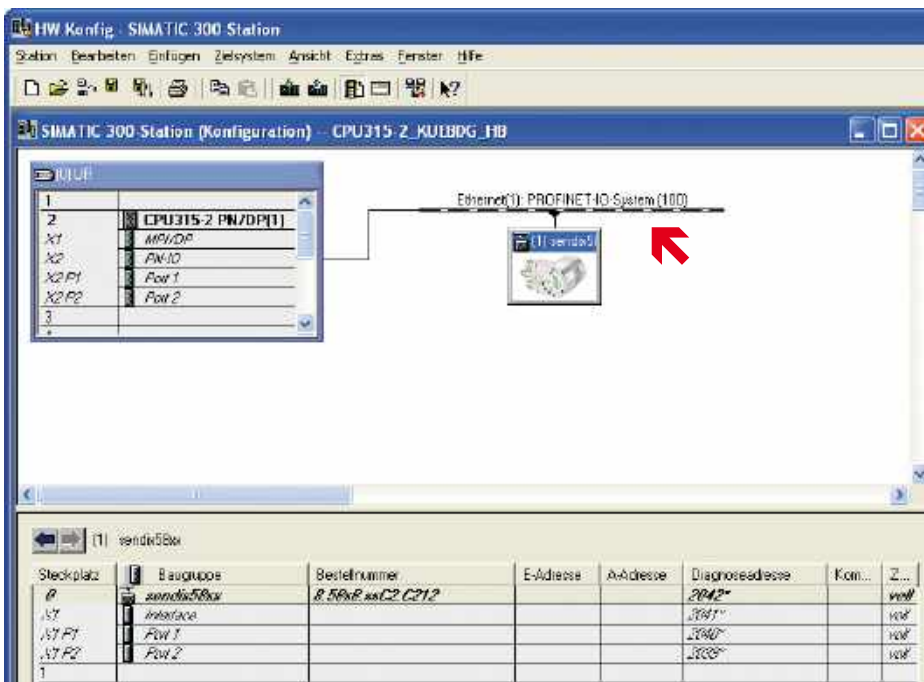 HW Konfig - SIMATIC 300-Station
Station Bearbeiten Einfügen Zielsystem Ansicht Extras Fenster Hilfe
SIMATIC 300-Station (Konfiguration) -- CPU315-2_KUEBDG_HB
(0) UR
1
2 CPU315-2 PN/DP(1)
X1 MPI/DP
X2 PN-IO
X2 P1 Port 1
X2 P2 Port 2
3
Ethernet(1): PROFINET-IO-System (100)
(1) sendix5
(1) sendix58xx
Steckplatz Baugruppe Bestellnummer E-Adresse A-Adresse Diagnoseadresse Kom... Z...
0 sendix58xx 8.58x8.xxC2.C212 2042* voll
X1 Interface 2041* voll
X1 P1 Port 1 2040* voll
X1 P2 Port 2 2039* voll
1